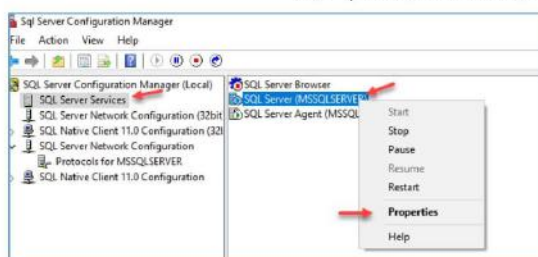 Sql Server Configuration Manager
File Action View Help
SQL Server Configuration Manager (Local)
SQL Server Services
SQL Server Network Configuration (32bit
SQL Native Client 11.0 Configuration (32
SQL Server Network Configuration
Protocols for MSSQLSERVER
SQL Native Client 11.0 Configuration
SQL Server Browser
SQL Server (MSSQLSERVER)
SQL Server Agent (MSSQL
Start
Stop
Pause
Resume
Restart
Properties
Help